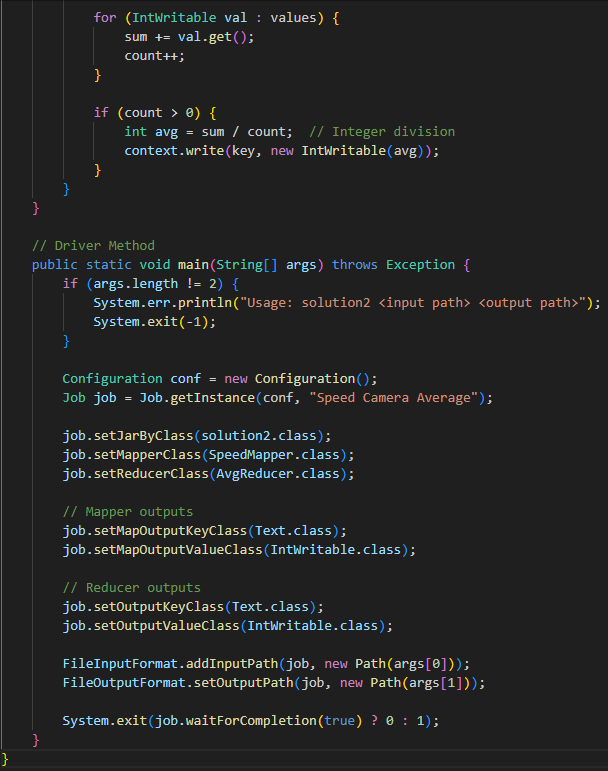 for (IntWritable val : values) {
sum += val.get();
count++;
}
if (count > 0) {
int avg = sum / count;  // Integer division
context.write(key, new IntWritable(avg));
}
}
}
// Driver Method
public static void main(String[] args) throws Exception {
if (args.length != 2) {
System.err.println("Usage: solution2 <input path> <output path>");
System.exit(-1);
}
Configuration conf = new Configuration();
Job job = Job.getInstance(conf, "Speed Camera Average");
job.setJarByClass(solution2.class);
job.setMapperClass(SpeedMapper.class);
job.setReducerClass(AvgReducer.class);
// Mapper outputs
job.setMapOutputKeyClass(Text.class);
job.setMapOutputValueClass(IntWritable.class);
// Reducer outputs
job.setOutputKeyClass(Text.class);
job.setOutputValueClass(IntWritable.class);
FileInputFormat.addInputPath(job, new Path(args[0]));
FileOutputFormat.setOutputPath(job, new Path(args[1]));
System.exit(job.waitForCompletion(true) ? 0 : 1);
}
}